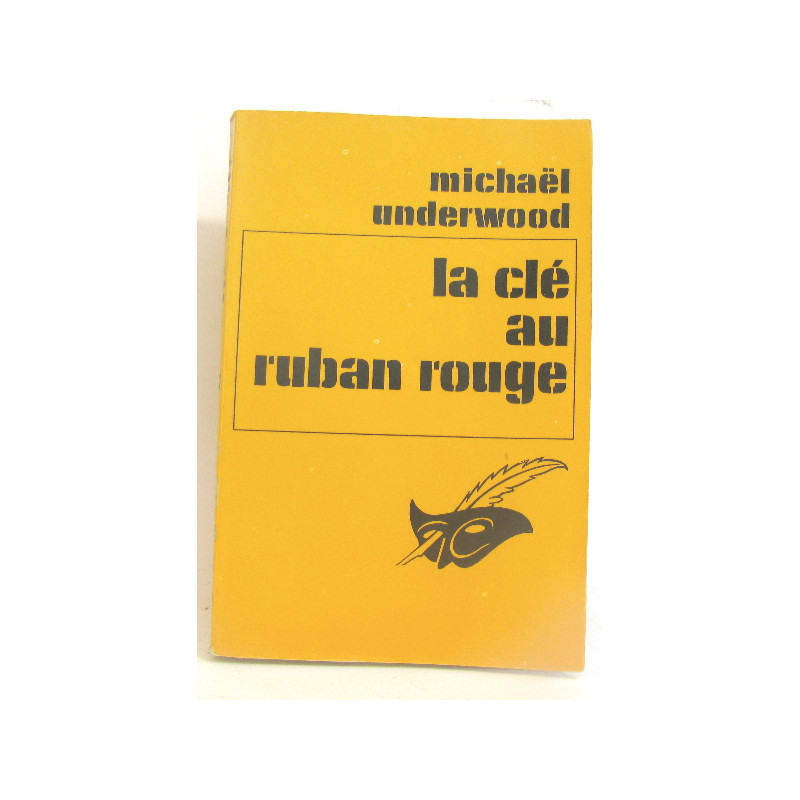 michaël
underwood
la clé
au
ruban rouge